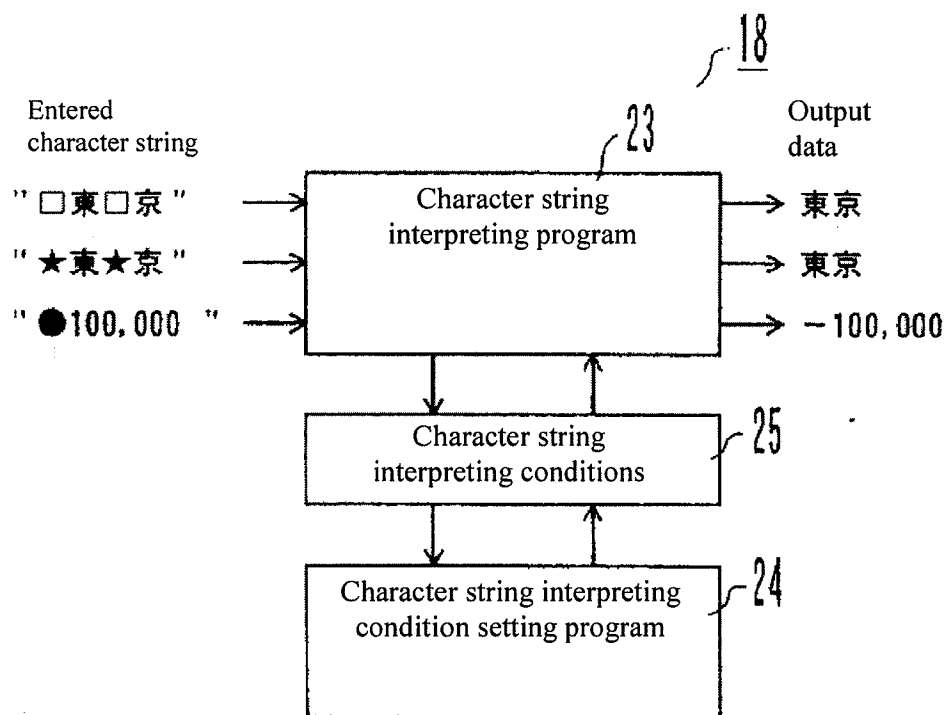 18
Entered
character string
Output
data
23
"□東□京"
Character string
interpreting program
東京
"★東★京"
東京
"●100,000 "
－100,000
Character string
interpreting conditions
25
Character string interpreting
condition setting program
24